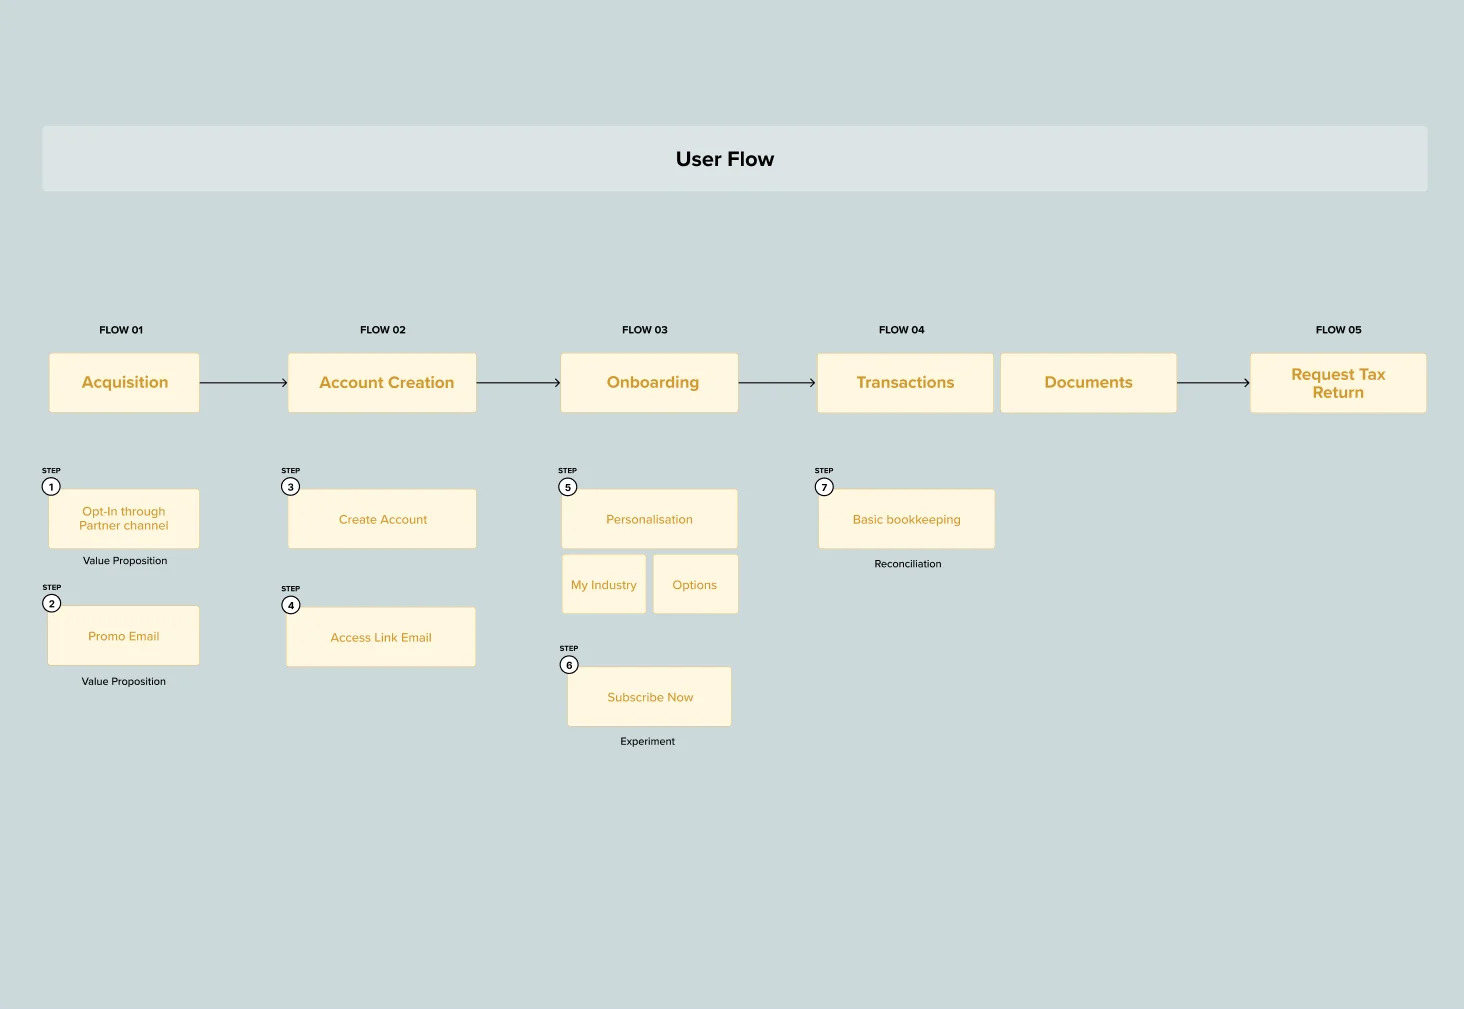 User Flow
FLOW 01
FLOW 02
FLOW 03
FLOW 04
FLOW 05
Acquisition
Account Creation
Onboarding
Transactions
Documents
Request Tax
Return
STEP
1
Opt-In through
Partner channel
Value Proposition
STEP
2
Promo Email
Value Proposition
STEP
3
Create Account
STEP
4
Access Link Email
STEP
5
Personalisation
My Industry
Options
STEP
6
Subscribe Now
Experiment
STEP
7
Basic bookkeeping
Reconciliation